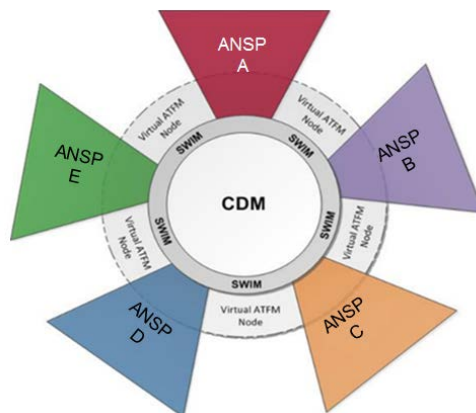 ANSP
A
Virtual ATFM
Node
Virtual ATFM
Node
SWIM
SWIM
ANSP
E
ANSP
B
CDM
Virtual ATFM
Node
SWIM
SWIM
Virtual ATFM
Node
SWIM
Virtual ATFM
Node
ANSP
D
ANSP
C